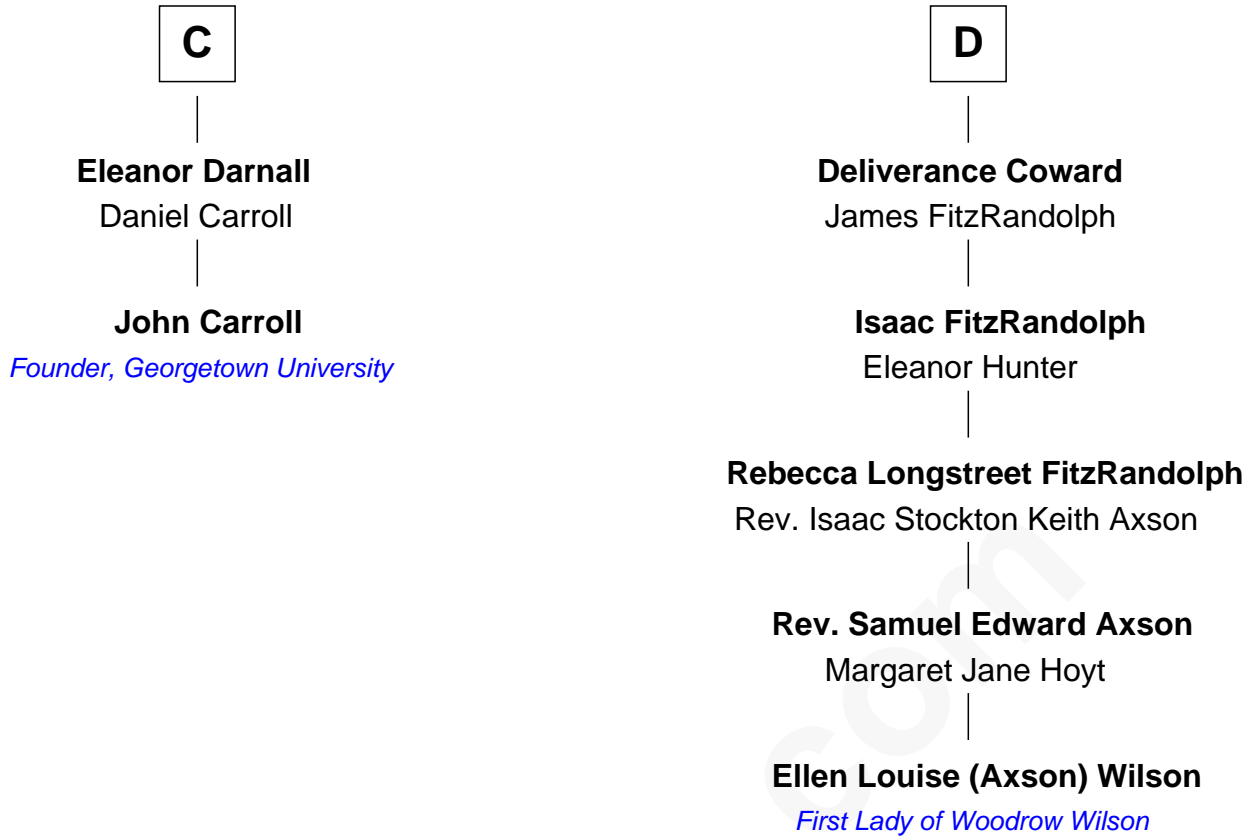 C
Eleanor Darnall
Daniel Carroll
John Carroll
Founder, Georgetown University
D
Deliverance Coward
James FitzRandolph
Isaac FitzRandolph
Eleanor Hunter
Rebecca Longstreet FitzRandolph
Rev. Isaac Stockton Keith Axson
Rev. Samuel Edward Axson
Margaret Jane Hoyt
Ellen Louise (Axson) Wilson
First Lady of Woodrow Wilson
com